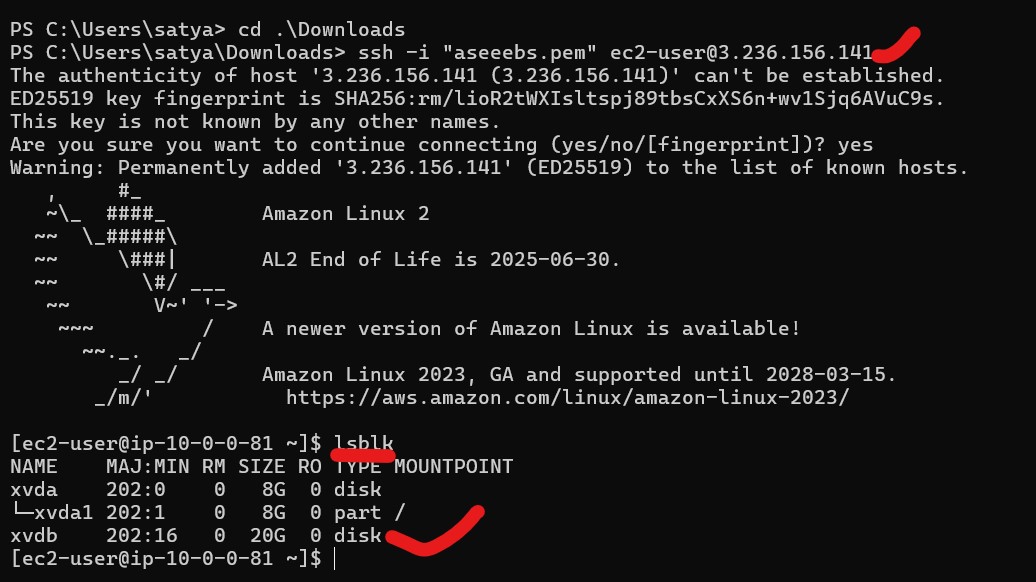 PS C:\Users\satya> cd .\Downloads
PS C:\Users\satya\Downloads> ssh -i "aseeebs.pem" ec2-user@3.236.156.141
The authenticity of host '3.236.156.141 (3.236.156.141)' can't be established.
ED25519 key fingerprint is SHA256:rm/lioR2tWXIsltspj89tbsCxXS6n+wv1Sjq6AVuC9s.
This key is not known by any other names.
Are you sure you want to continue connecting (yes/no/[fingerprint])? yes
Warning: Permanently added '3.236.156.141' (ED25519) to the list of known hosts.
   ,     #_
   ~\_  ####_        Amazon Linux 2
  ~~  \_#####\
  ~~     \###|       AL2 End of Life is 2025-06-30.
  ~~       \#/ ___
   ~~       V~' '->
    ~~~         /    A newer version of Amazon Linux is available!
      ~~._.   _/
         _/ _/       Amazon Linux 2023, GA and supported until 2028-03-15.
       _/m/'           https://aws.amazon.com/linux/amazon-linux-2023/
[ec2-user@ip-10-0-0-81 ~]$ lsblk
NAME    MAJ:MIN RM SIZE RO TYPE MOUNTPOINT
xvda    202:0    0   8G  0 disk
└─xvda1 202:1    0   8G  0 part /
xvdb    202:16   0  20G  0 disk
[ec2-user@ip-10-0-0-81 ~]$